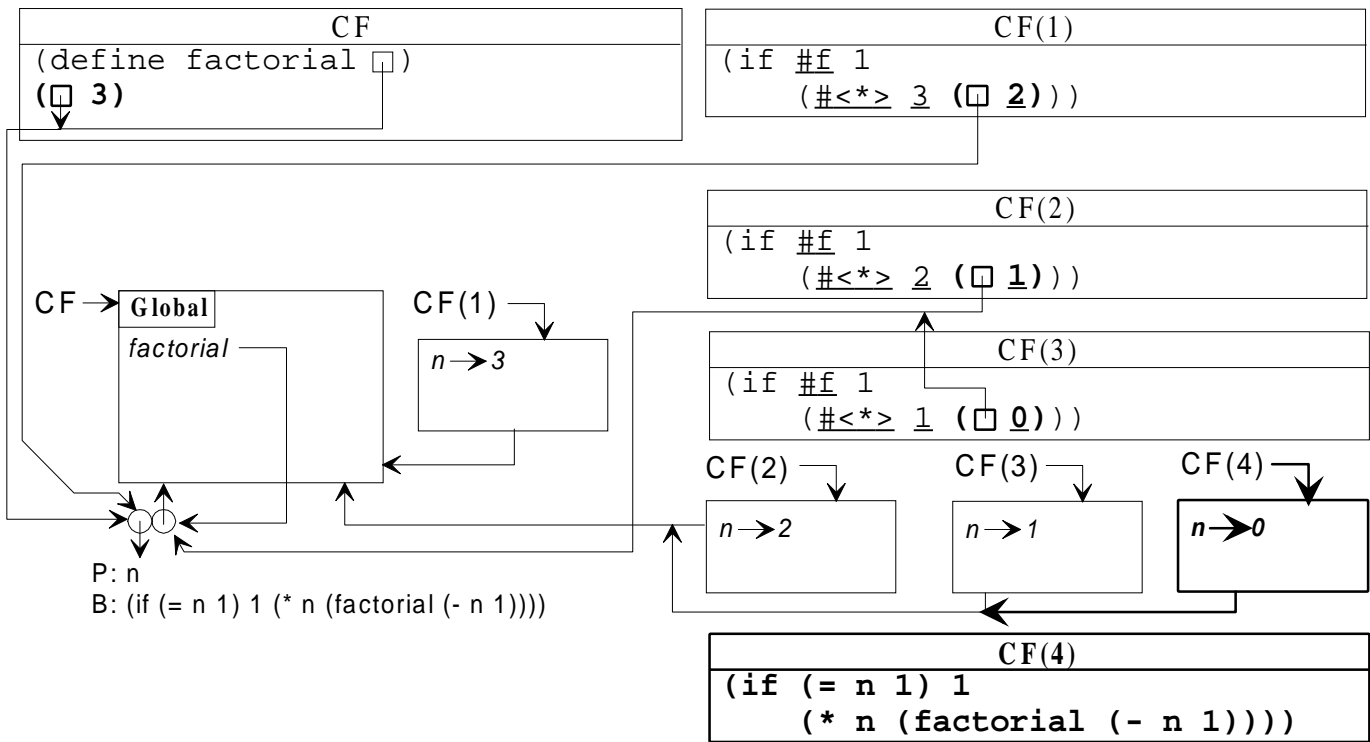 CF
(define factorial □)
(□ 3)
CF(1)
(if #f 1
(#<*> 3 (□ 2)))
CF(2)
(if #f 1
(#<*> 2 (□ 1)))
CF
Global
factorial
CF(1)
n→3
CF(3)
(if #f 1
(#<*> 1 (□ 0)))
CF(2)
n→2
CF(3)
n→1
CF(4)
n→0
P: n
B: (if (= n 1) 1 (* n (factorial (- n 1))))
CF(4)
(if (= n 1) 1
(* n (factorial (- n 1))))